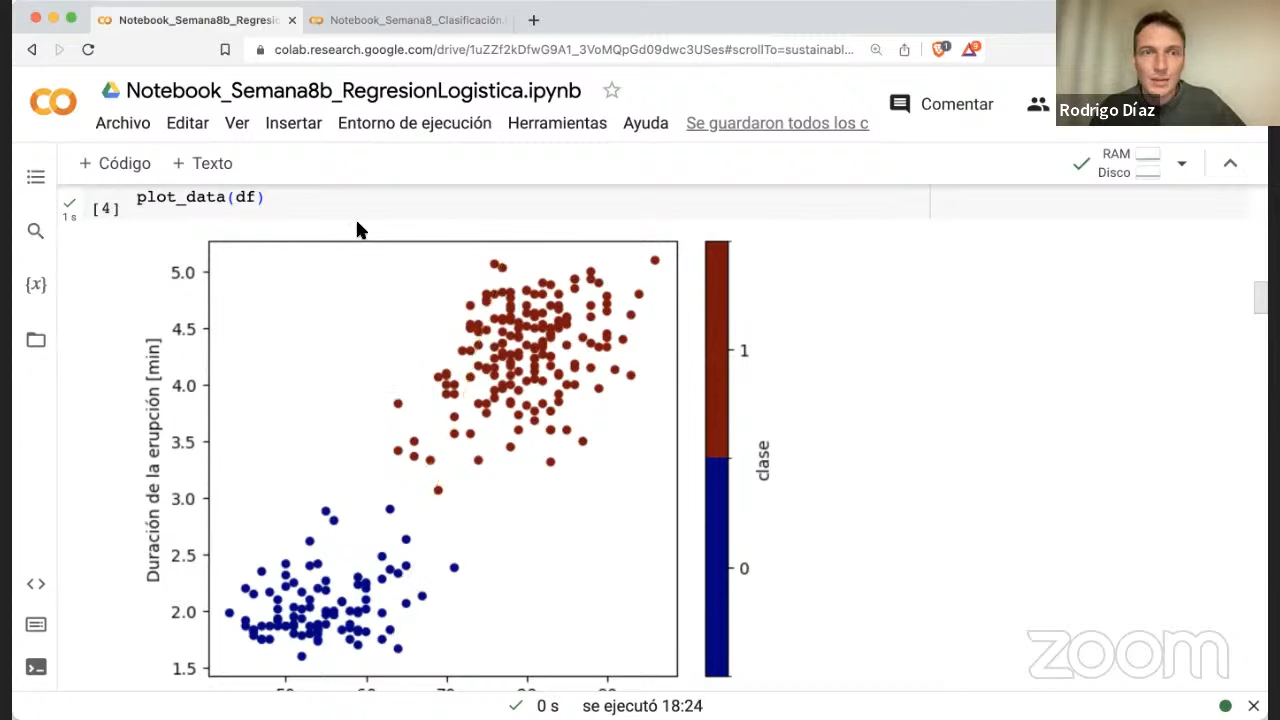 Notebook_Semana8b_Regresio
Notebook_Semana8_Clasificación.
colab.research.google.com/drive/1uZZf2kDfwG9A1_3VoMQpGd09dwc3USes#scrollTo=sustainabl...
1
9
Rodrigo Díaz
Notebook_Semana8b_RegresionLogistica.ipynb
Comentar
Archivo Editar Ver Insertar Entorno de ejecución Herramientas Ayuda Se guardaron todos los c
+ Código + Texto
RAM
Disco
plot_data(df)
[4]
1 s
{x}
5.0
4.5
4.0
3.5
3.0
2.5
2.0
1.5
Duración de la erupción [min]
1
0
clase
zoom
0 s se ejecutó 18:24